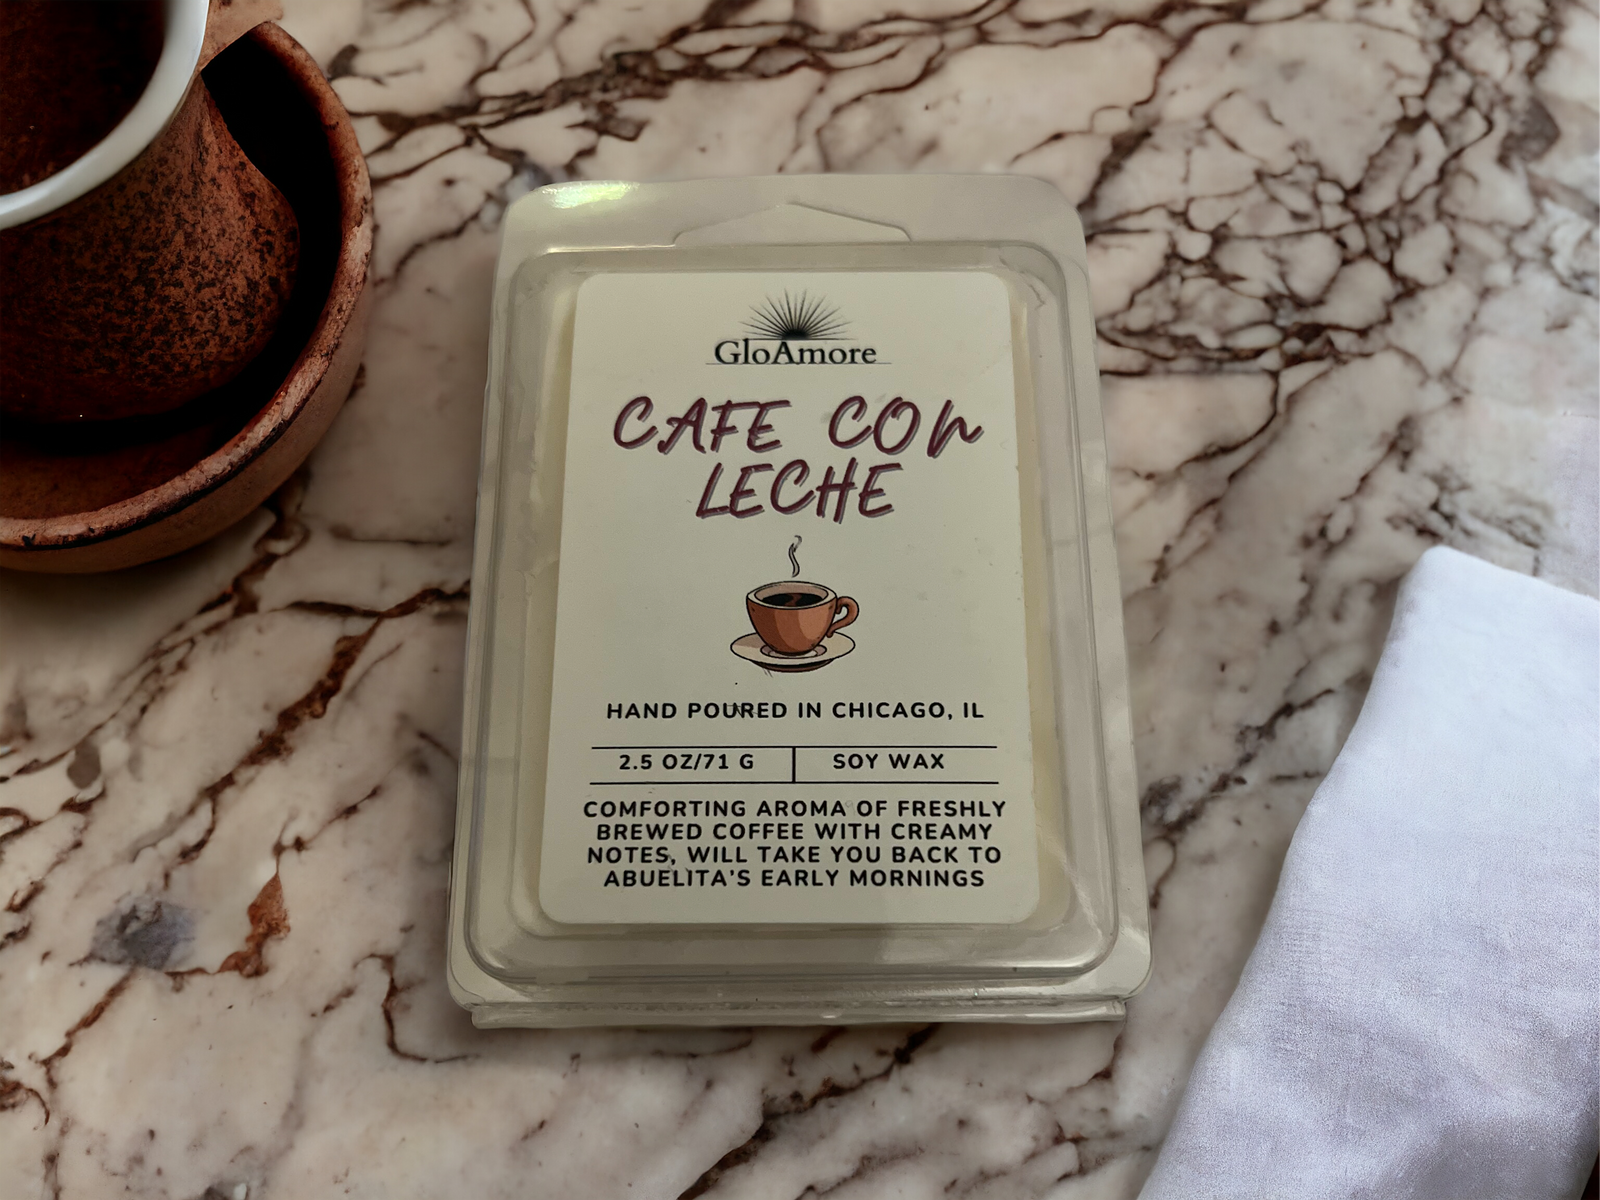 GloAmore
CAFE CON
LECHE
HAND POURED IN CHICAGO, IL
2.5 OZ/71 G
SOY WAX
COMFORTING AROMA OF FRESHLY
BREWED COFFEE WITH CREAMY
NOTES, WILL TAKE YOU BACK TO
ABUELITA'S EARLY MORNINGS